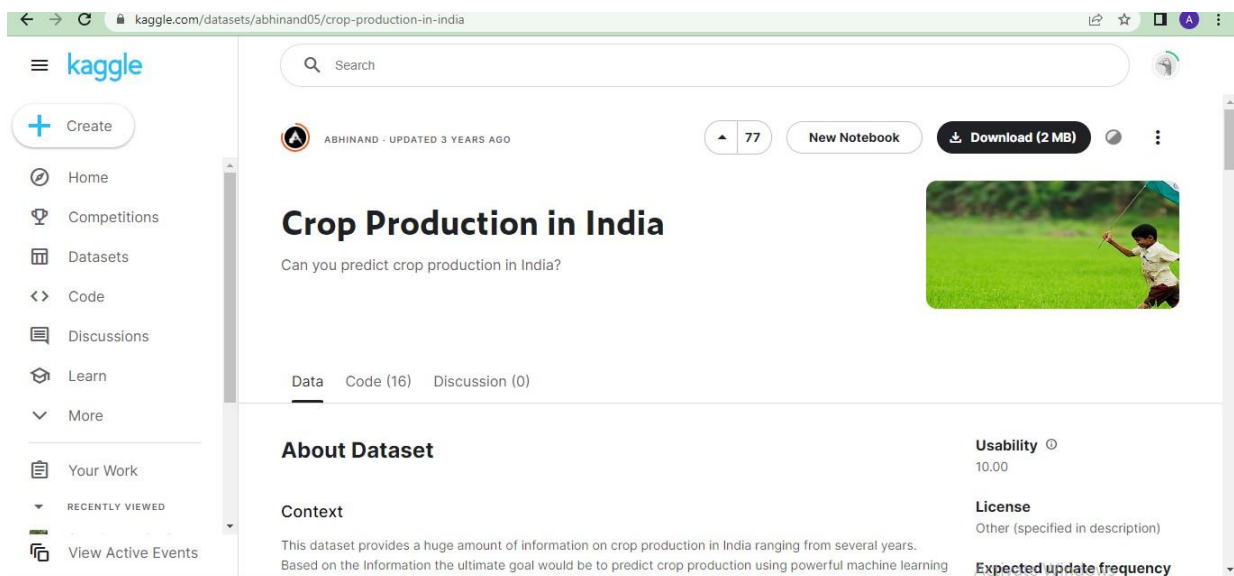 kaggle.com/datasets/abhinand05/crop-production-in-india
A
kaggle
Search
Create
ABHINAND · UPDATED 3 YEARS AGO
77
New Notebook
Download (2 MB)
Home
Competitions
Datasets
Code
Discussions
Learn
More
Your Work
RECENTLY VIEWED
View Active Events
Crop Production in India
Can you predict crop production in India?
Data Code (16) Discussion (0)
About Dataset
Context
This dataset provides a huge amount of information on crop production in India ranging from several years.
Based on the Information the ultimate goal would be to predict crop production using powerful machine learning
Usability
10.00
License
Other (specified in description)
Expected update frequency